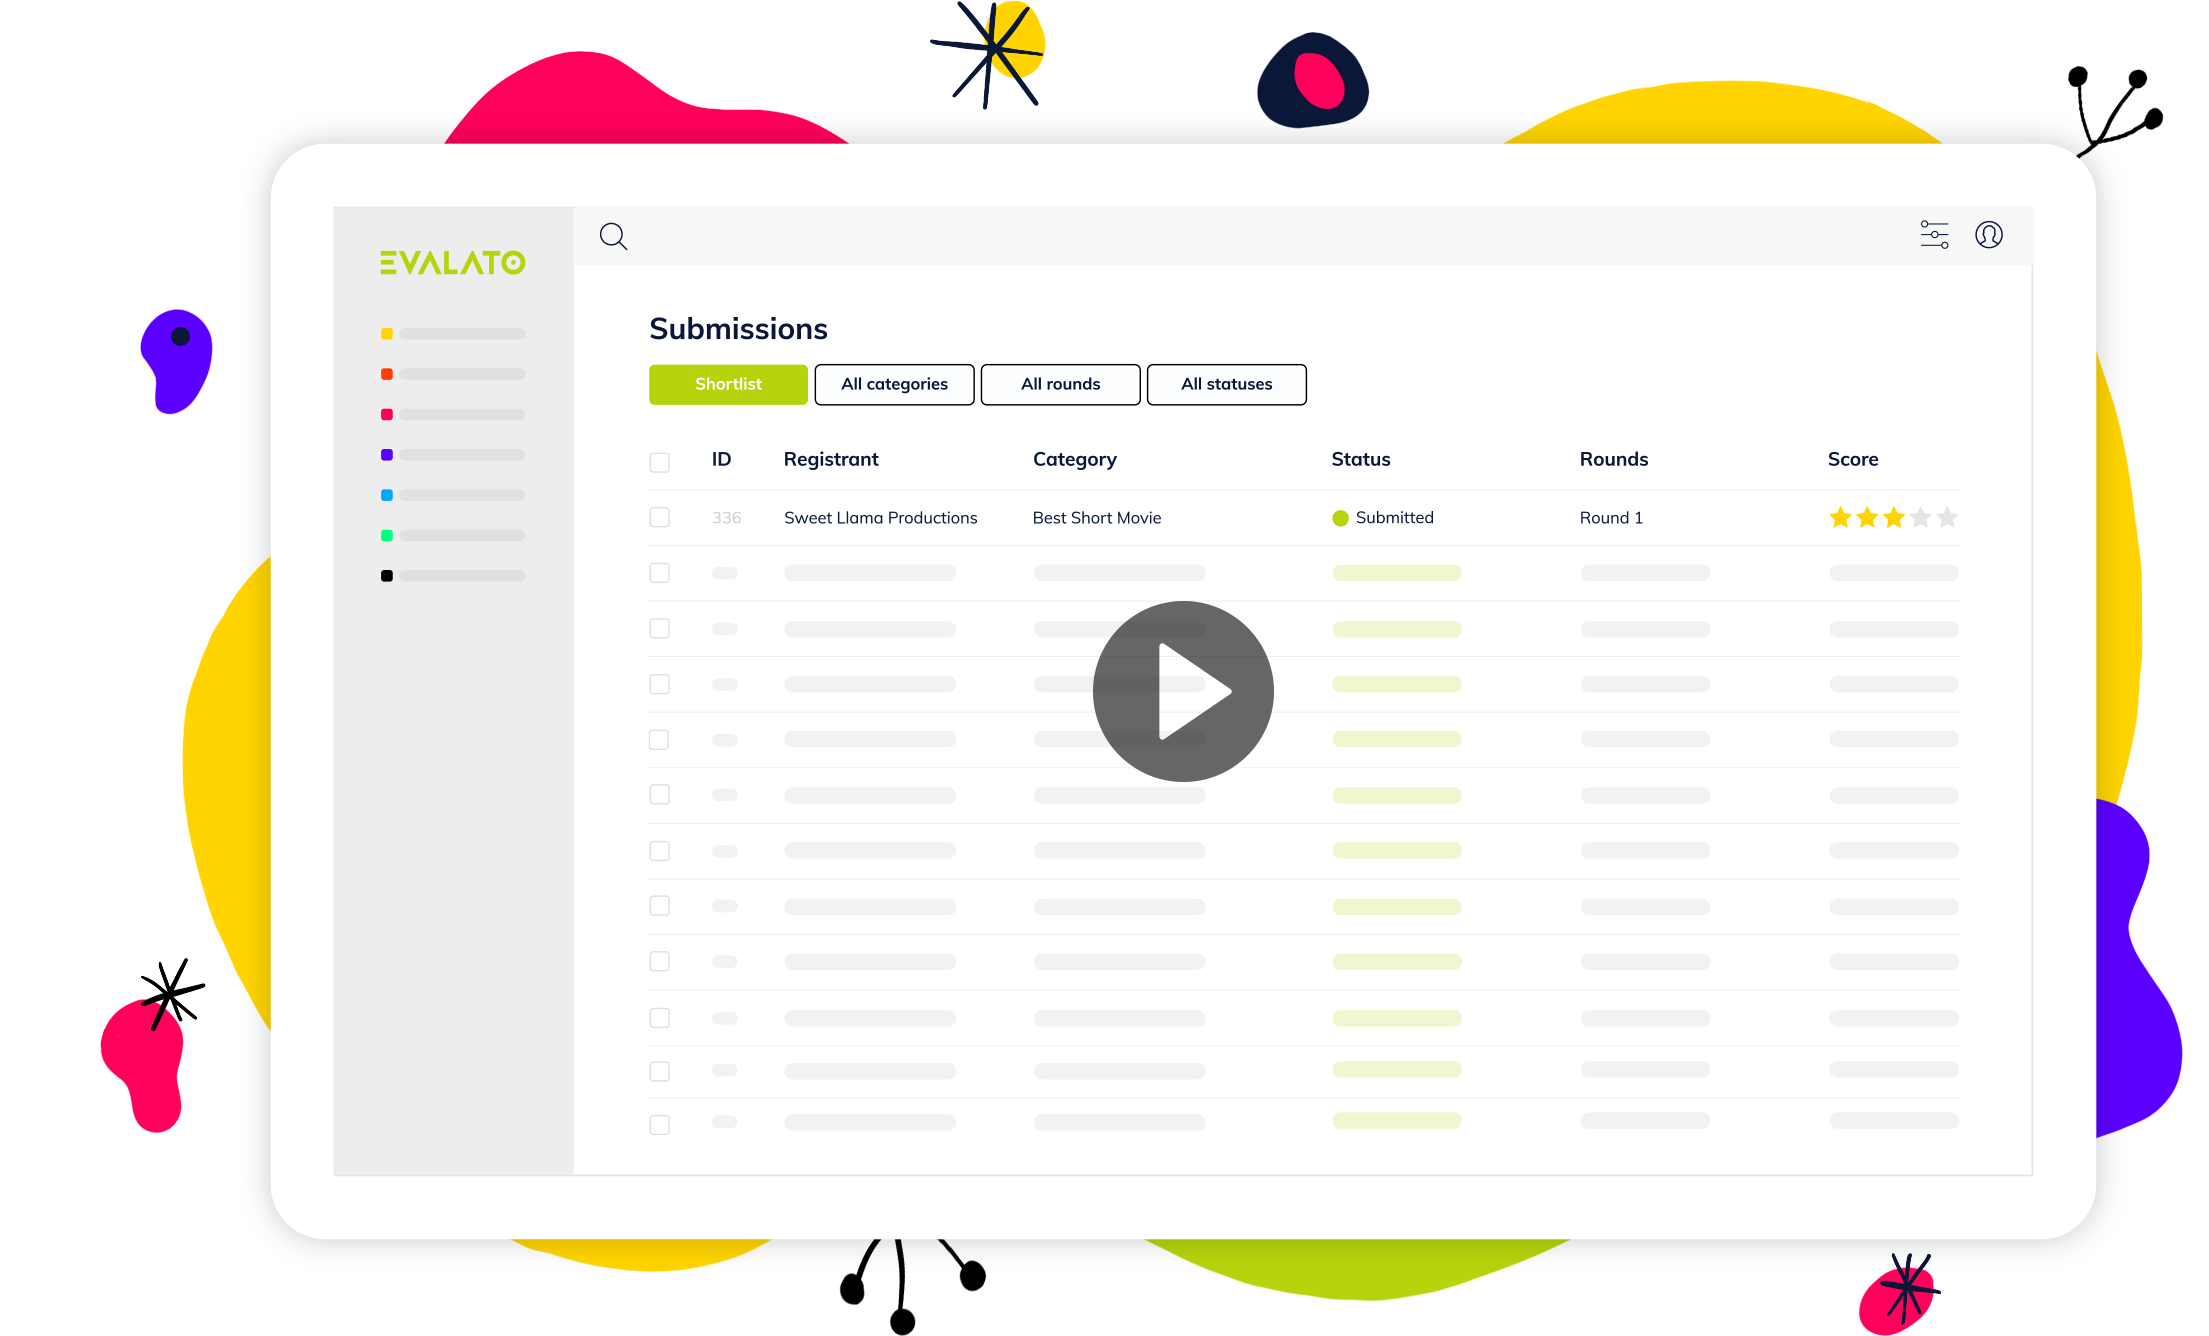 EVALATO
Submissions
Shortlist All categories All rounds All statuses
ID Registrant Category Status Rounds Score
336 Sweet Llama Productions Best Short Movie Submitted Round 1